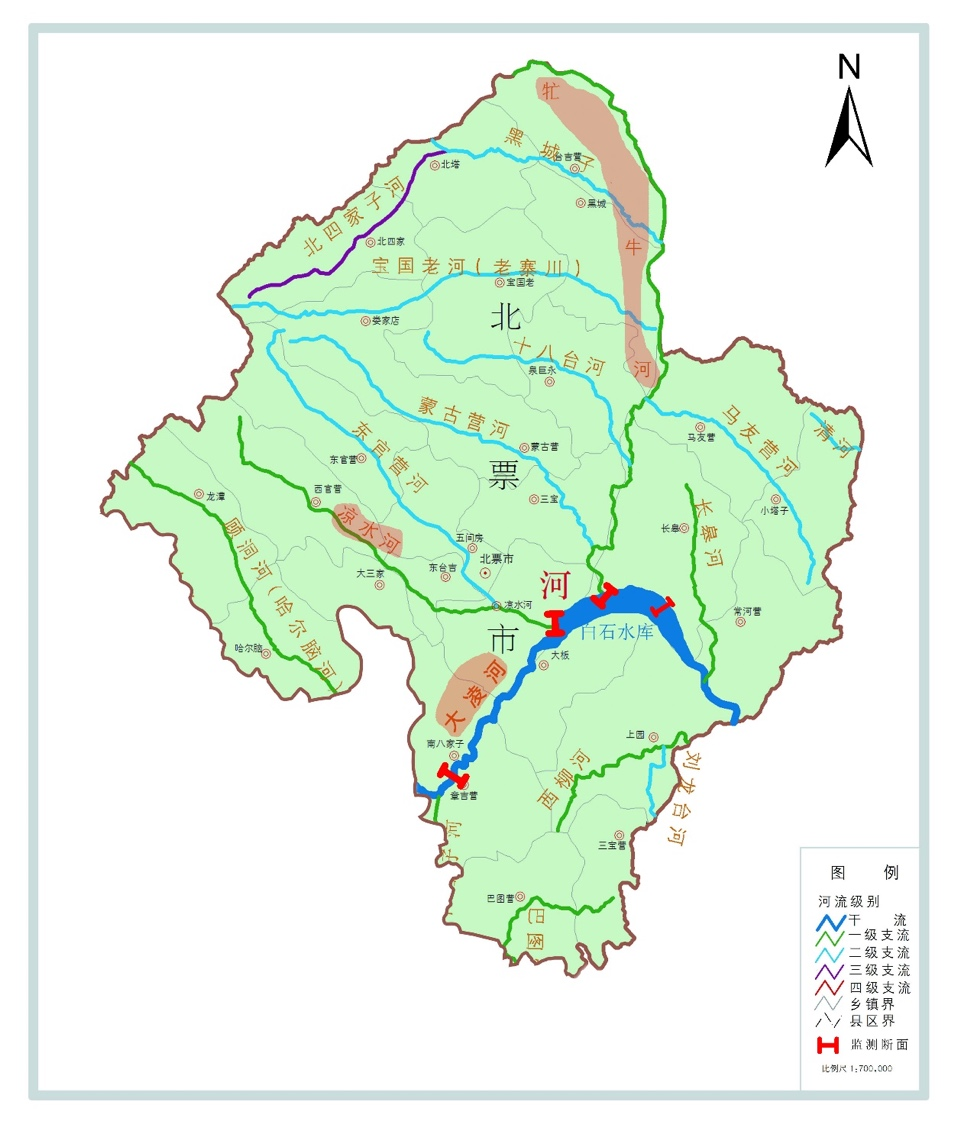 N
牤
牛
河
黑城子
台吉营
北塔
黑城
北四家子河
北四家
宝国老河(老寨川)
宝国老
娄家店
北
票
市
十八台河
泉巨永
蒙古营河
蒙古营
东官营河
东官营
马友营河
马友营
清河
小塔子
龙潭
西官营
凉水河
三宝
长皋
长皋河
五间房
北票市
顾洞河(哈尔脑河)
大三家
东台吉
凉水河
河
白石水库
常河营
哈尔脑
大板
大凌河
南八家子
章吉营
上园
西柳河
刘龙台河
子河
三宝营
巴图营
巴图
图 例
河流级别
干 流
一级支流
二级支流
三级支流
四级支流
乡镇界
县区界
监测断面
比例尺 1:700,000